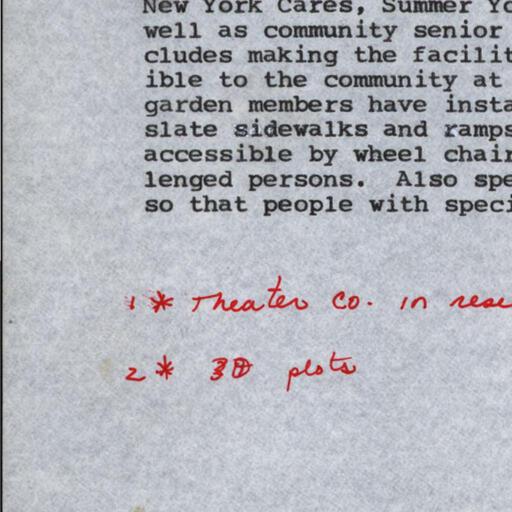 New York Cares, Summer Yo
well as community senior
cludes making the facilit
ible to the community at
garden members have insta
slate sidewalks and ramps
accessible by wheel chair
lenged persons. Also spe
so that people with speci
1 * Theater Co. in rese
2 * 30 plots